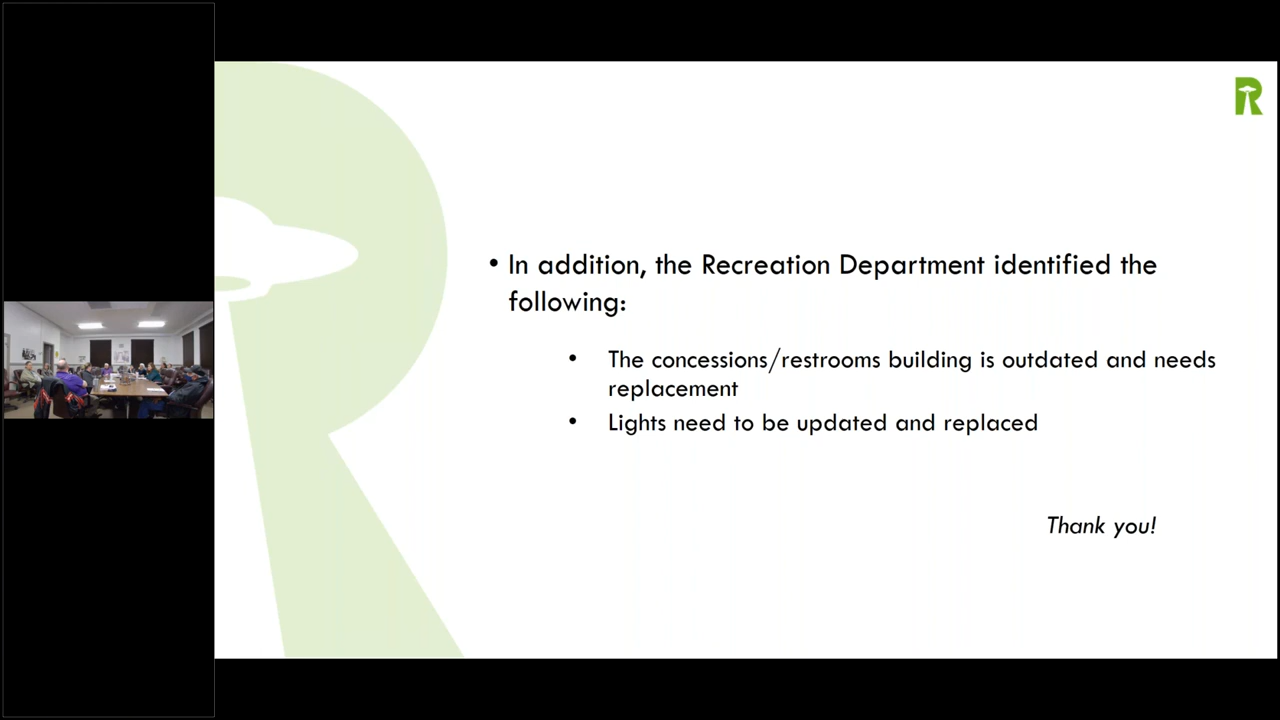 R
• In addition, the Recreation Department identified the
following:
• The concessions/restrooms building is outdated and needs
replacement
• Lights need to be updated and replaced
Thank you!